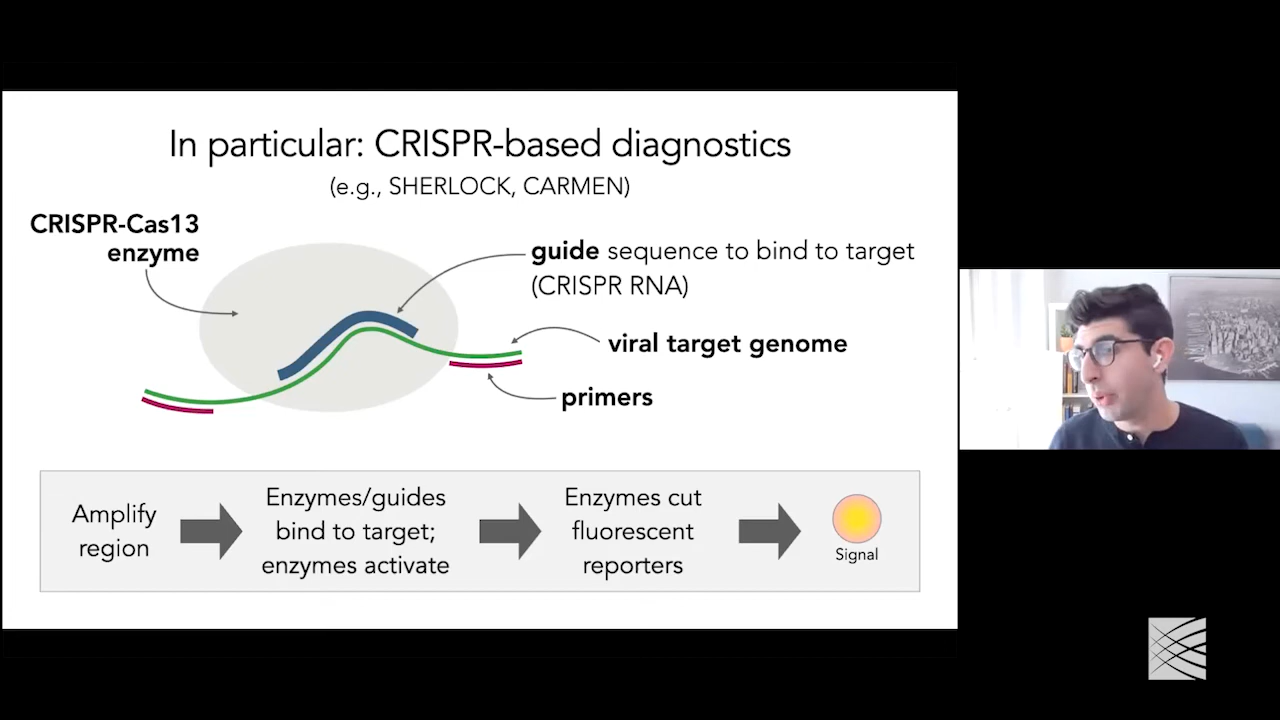 In particular: CRISPR-based diagnostics
(e.g., SHERLOCK, CARMEN)
CRISPR-Cas13
enzyme
guide sequence to bind to target
(CRISPR RNA)
viral target genome
primers
Amplify
region
Enzymes/guides
bind to target;
enzymes activate
Enzymes cut
fluorescent
reporters
Signal